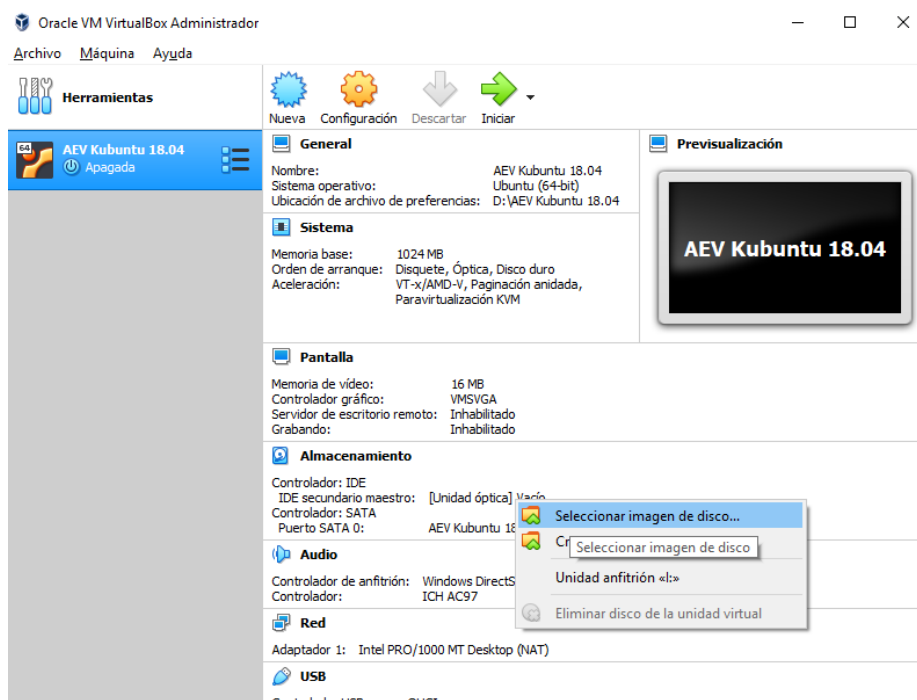 Oracle VM VirtualBox Administrador
Archivo Máquina Ayuda
Herramientas
Nueva Configuración Descartar Iniciar
64
AEV Kubuntu 18.04
Apagada
General
Nombre: AEV Kubuntu 18.04
Sistema operativo: Ubuntu (64-bit)
Ubicación de archivo de preferencias: D:\AEV Kubuntu 18.04
Previsualización
AEV Kubuntu 18.04
Sistema
Memoria base: 1024 MB
Orden de arranque: Disquete, Óptica, Disco duro
Aceleración: VT-x/AMD-V, Paginación anidada,
Paravirtualización KVM
Pantalla
Memoria de vídeo: 16 MB
Controlador gráfico: VMSVGA
Servidor de escritorio remoto: Inhabilitado
Grabando: Inhabilitado
Almacenamiento
Controlador: IDE
IDE secundario maestro: [Unidad óptica] Vacío
Controlador: SATA
Puerto SATA 0: AEV Kubuntu 18
Seleccionar imagen de disco...
Cr
Seleccionar imagen de disco
Unidad anfitrión «I:»
Eliminar disco de la unidad virtual
Audio
Controlador de anfitrión: Windows DirectS
Controlador: ICH AC97
Red
Adaptador 1: Intel PRO/1000 MT Desktop (NAT)
USB